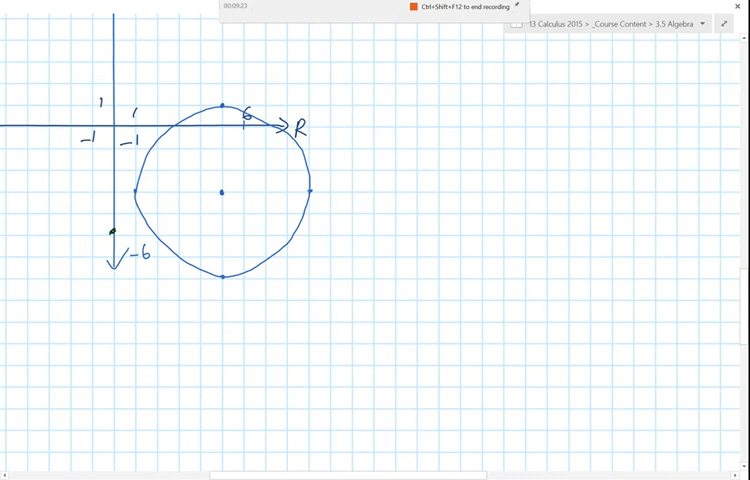 00:09:23
Ctrl+Shift+F12 to end recording
13 Calculus 2015 > _Course Content > 3.5 Algebra
1
1
6
R
-1
-1
-6